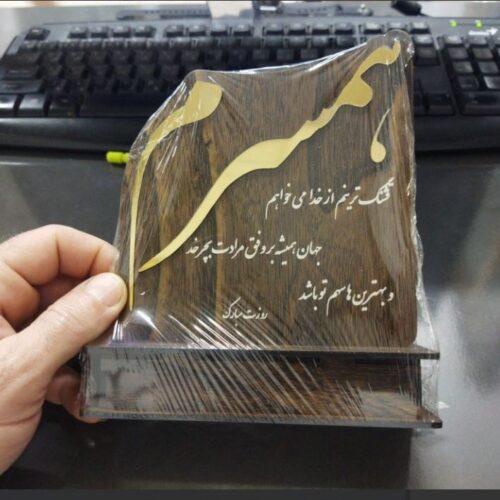 همسرم
قشنگ ترینم از خدا می خواهم
جهان همیشه بر وفق مرادت بچرخد
و بهترین ها سهم تو باشد
روزت مبارک